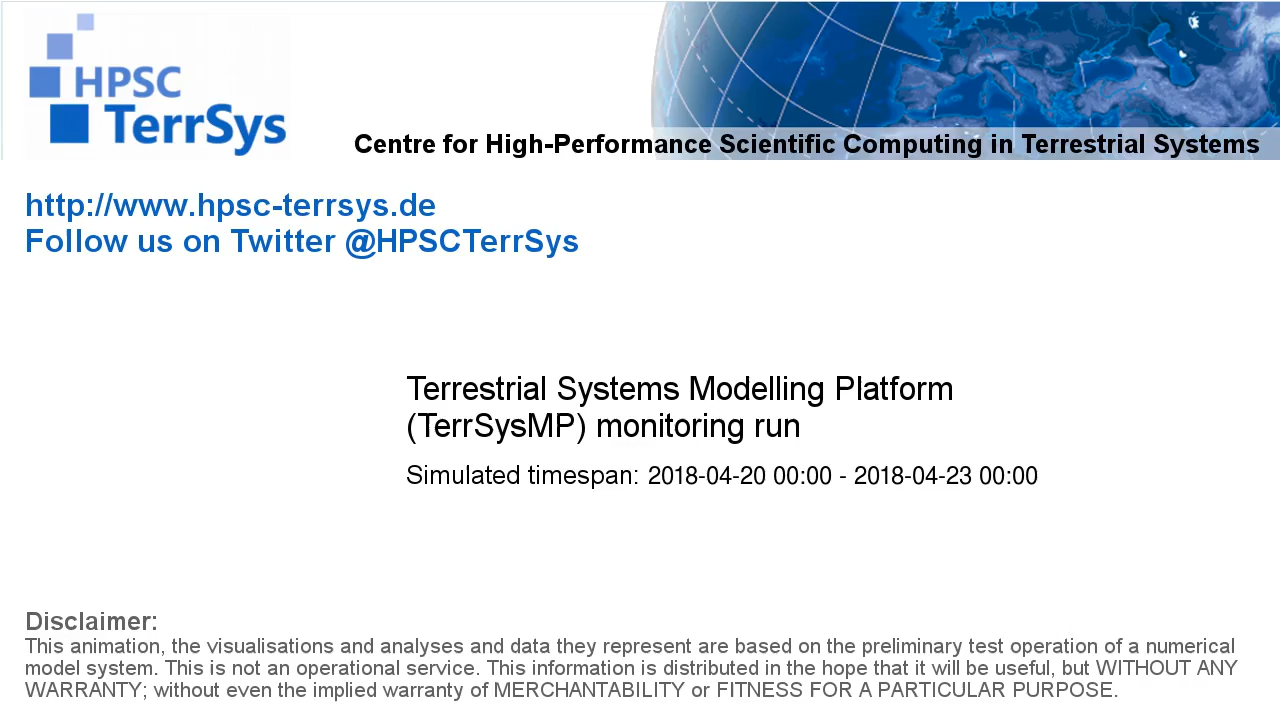 HPSC
TerrSys
Centre for High-Performance Scientific Computing in Terrestrial Systems
http://www.hpsc-terrsys.de
Follow us on Twitter @HPSCTerrSys
Terrestrial Systems Modelling Platform
(TerrSysMP) monitoring run
Simulated timespan: 2018-04-20 00:00 - 2018-04-23 00:00
Disclaimer:
This animation, the visualisations and analyses and data they represent are based on the preliminary test operation of a numerical
model system. This is not an operational service. This information is distributed in the hope that it will be useful, but WITHOUT ANY
WARRANTY; without even the implied warranty of MERCHANTABILITY or FITNESS FOR A PARTICULAR PURPOSE.